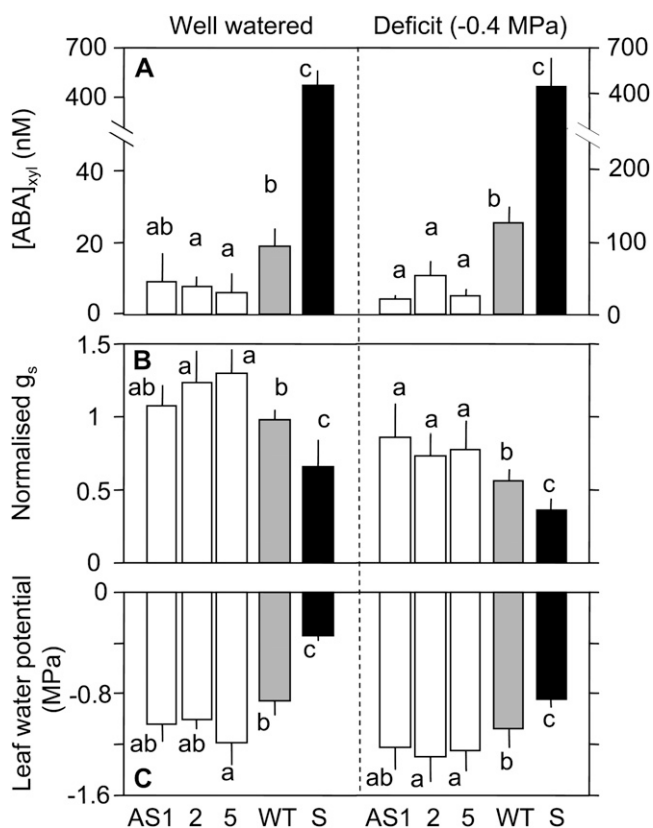 Well watered Deficit (-0.4 MPa)
A
[ABA]xyl (nM)
700
400
40
20
0
ab a a b c
a a a b c
700
400
200
100
0
B
Normalised gs
1.5
1
0.5
0
ab a a b c
a a a b c
C
Leaf water potential
(MPa)
0
-0.8
-1.6
ab ab a b c
ab a a b c
AS1 2 5 WT S AS1 2 5 WT S